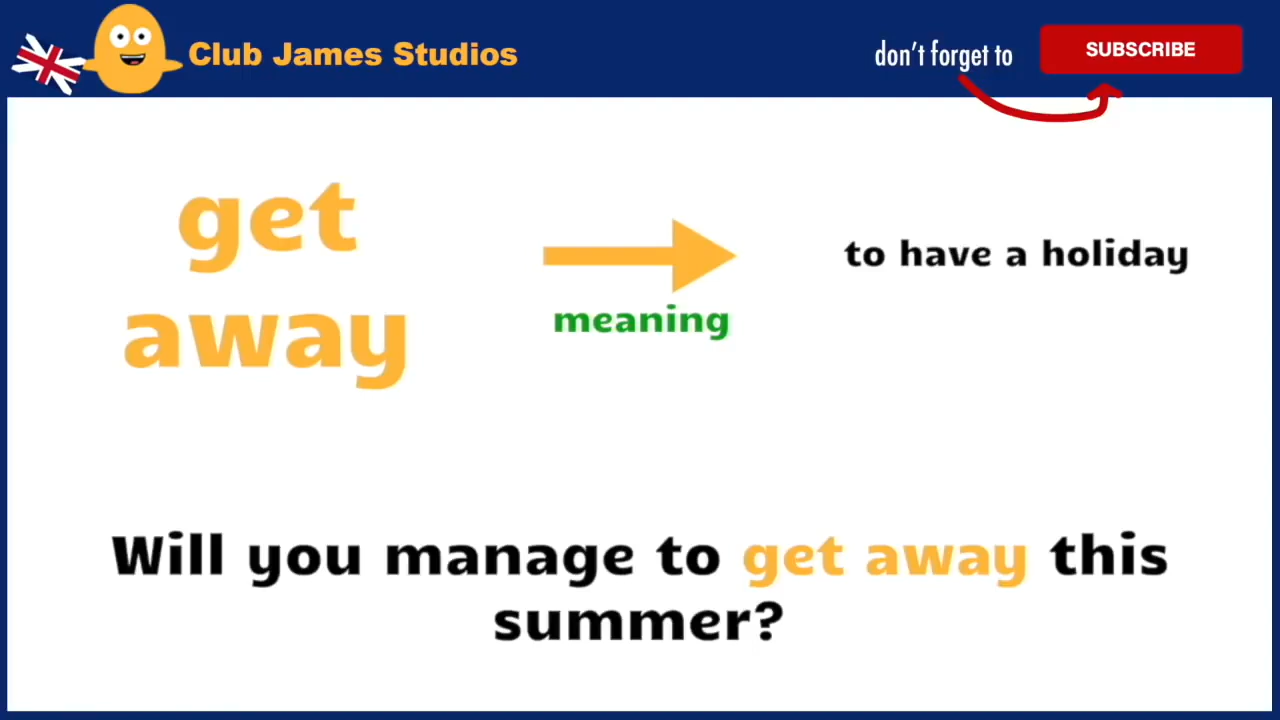 Club James Studios
don't forget to
SUBSCRIBE
get
away
meaning
to have a holiday
Will you manage to get away this
summer?